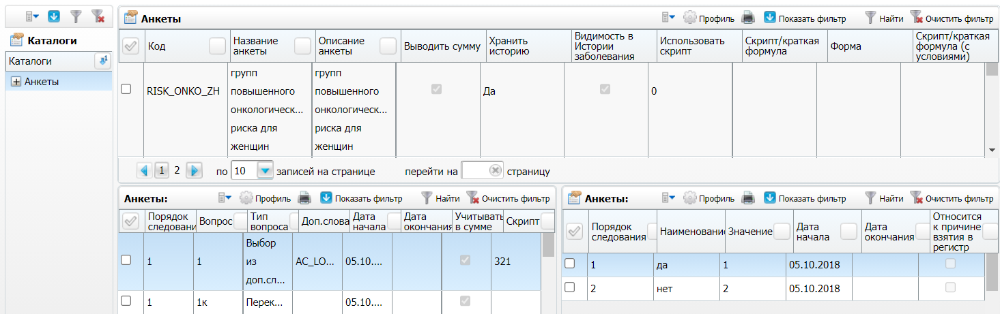 Каталоги
Каталоги
Анкеты
Анкеты
Профиль
Показать фильтр
Найти
Очистить фильтр
Код
Название
анкеты
Описание
анкеты
Выводить сумму
Хранить
историю
Видимость в
Истории
заболевания
Использовать
скрипт
Скрипт/краткая
формула
Форма
Скрипт/краткая
формула (с
условиями)
RISK_ONKO_ZH
групп
повышенного
онкологическ...
риска для
женщин
групп
повышенного
онкологическ...
риска для
женщин
Да
0
1 2 по 10 записей на странице перейти на страницу
Анкеты:
Профиль
Показать фильтр
Найти
Очистить фильтр
Порядок
следовани
Вопрос
Тип
вопроса
Доп.слова
Дата
начала
Дата
окончания
Учитывать
в сумме
Скрипт
1
1
Выбор
из
доп.сл...
AC_LO...
05.10....
321
1
1к
Перек...
05.10....
Анкеты:
Профиль
Показать фильтр
Найти
Очистить фильтр
Порядок
следования
Наименовани
Значение
Дата
начала
Дата
окончания
Относится
к причине
взятия в
регистр
1
да
1
05.10.2018
2
нет
2
05.10.2018